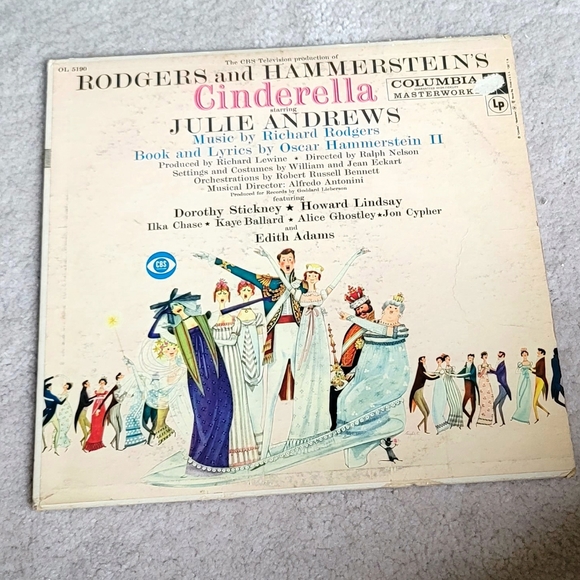 OL 5190
The CBS Television production of
RODGERS and HAMMERSTEIN'S
Cinderella
COLUMBIA
MASTERWORK
Lp
starring
JULIE ANDREWS
Music by Richard Rodgers
Book and Lyrics by Oscar Hammerstein II
Produced by Richard Lewine • Directed by Ralph Nelson
Settings and Costumes by William and Jean Eckart
Orchestrations by Robert Russell Bennett
Musical Director: Alfredo Antonini
Produced for Records by Goddard Lieberson
featuring
Dorothy Stickney ★ Howard Lindsay
Ilka Chase ★ Kaye Ballard ★ Alice Ghostley ★ Jon Cypher
and
Edith Adams
CBS